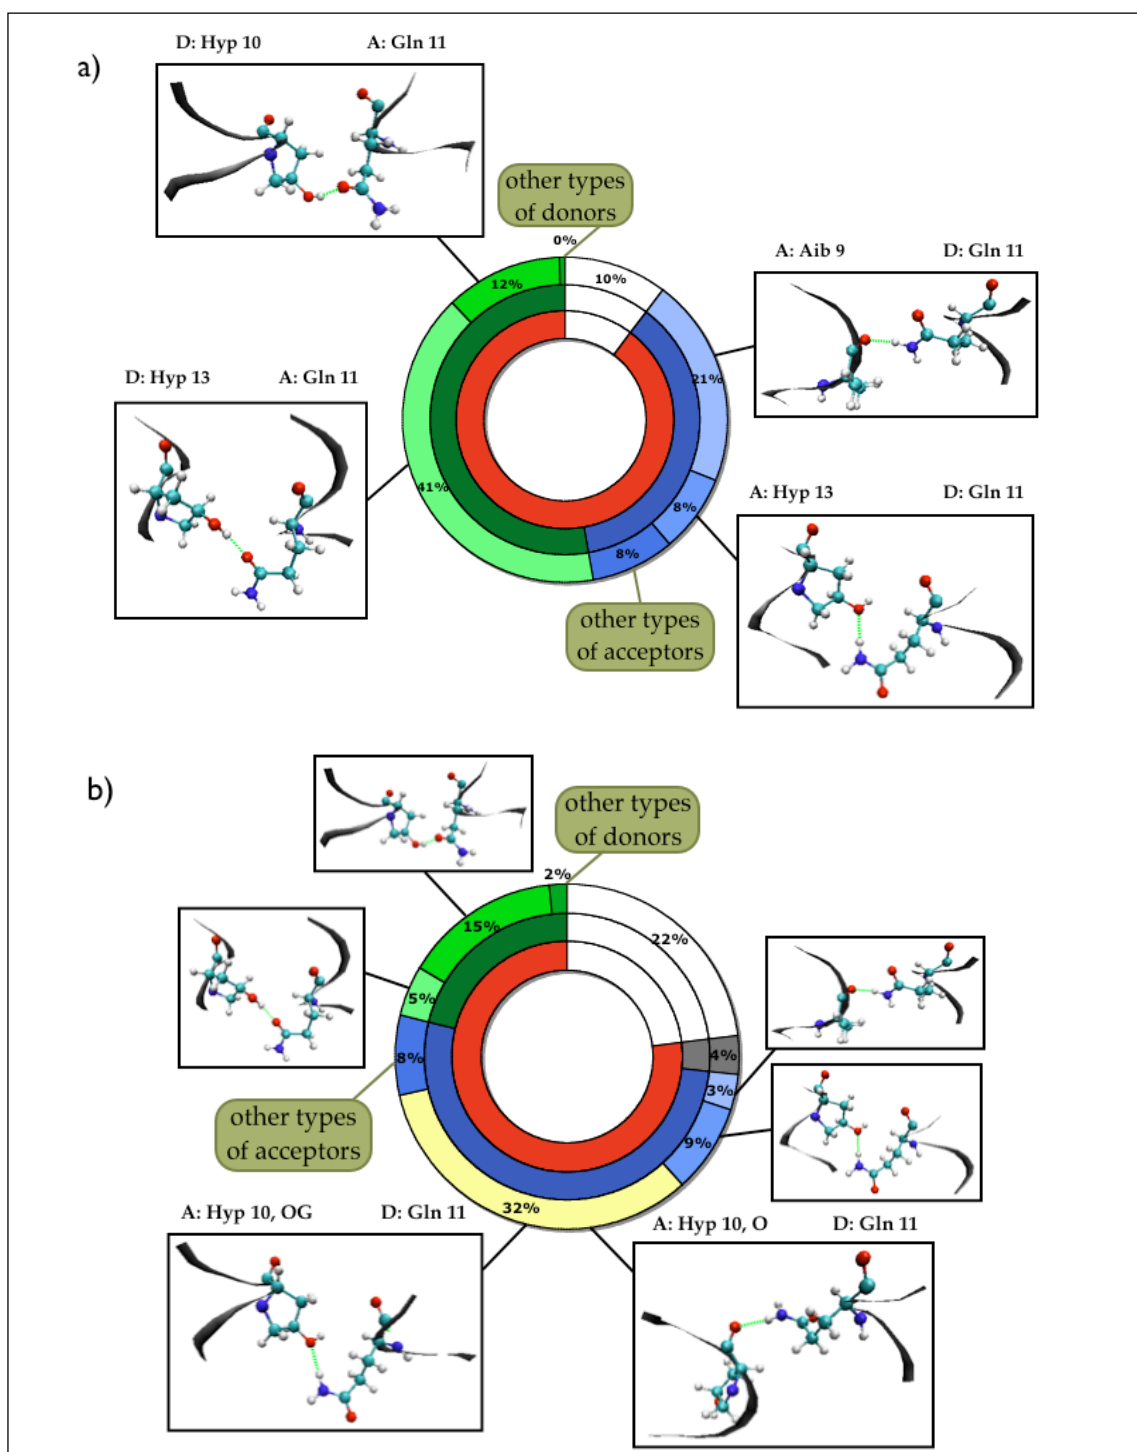 a)
D: Hyp 10 A: Gln 11
other types
of donors
0%
12%
10%
A: Aib 9 D: Gln 11
21%
D: Hyp 13 A: Gln 11
41%
A: Hyp 13 D: Gln 11
8%
8%
other types
of acceptors
b)
other types
of donors
2%
15%
22%
5%
4%
8%
3%
other types
of acceptors
9%
32%
A: Hyp 10, OG D: Gln 11
A: Hyp 10, O D: Gln 11